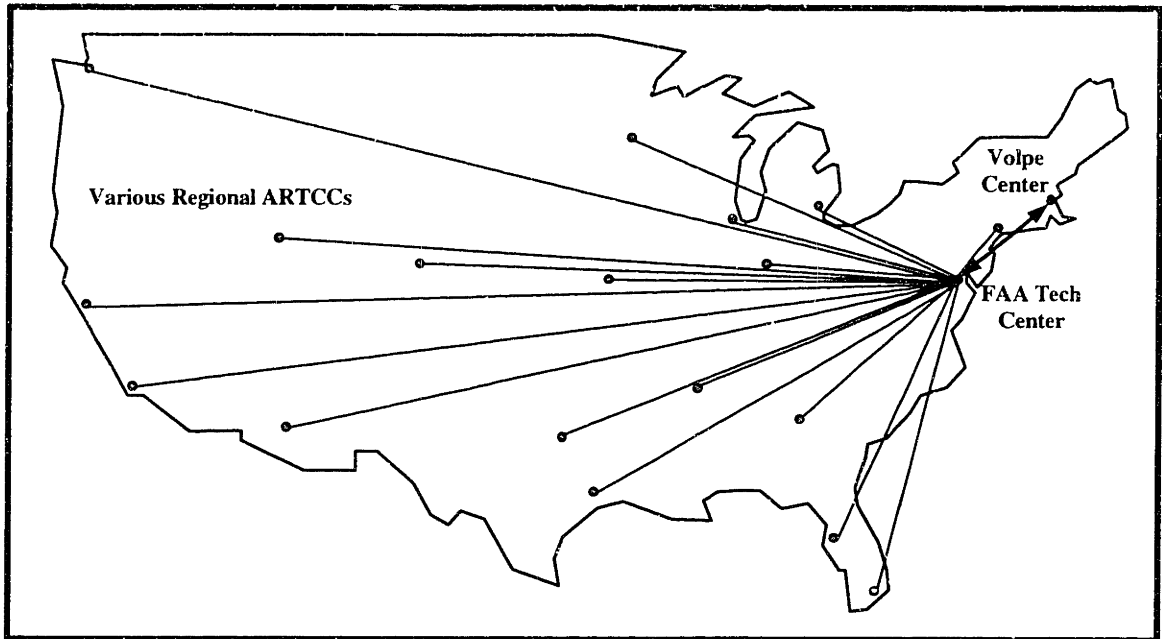 Volpe
Center
Various Regional ARTCCs
FAA Tech
Center